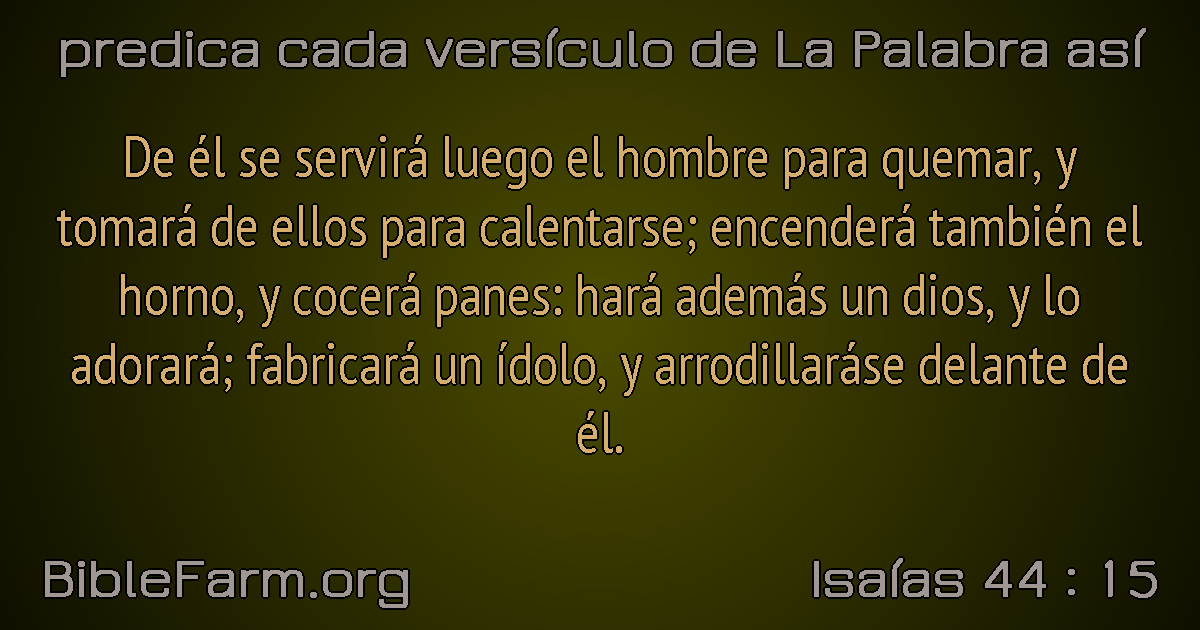 predica cada versículo de La Palabra así
De él se servirá luego el hombre para quemar, y
tomará de ellos para calentarse; encenderá también el
horno, y cocerá panes: hará además un dios, y lo
adorará; fabricará un ídolo, y arrodillaráse delante de
él.
BibleFarm.org
Isaías 44 : 15